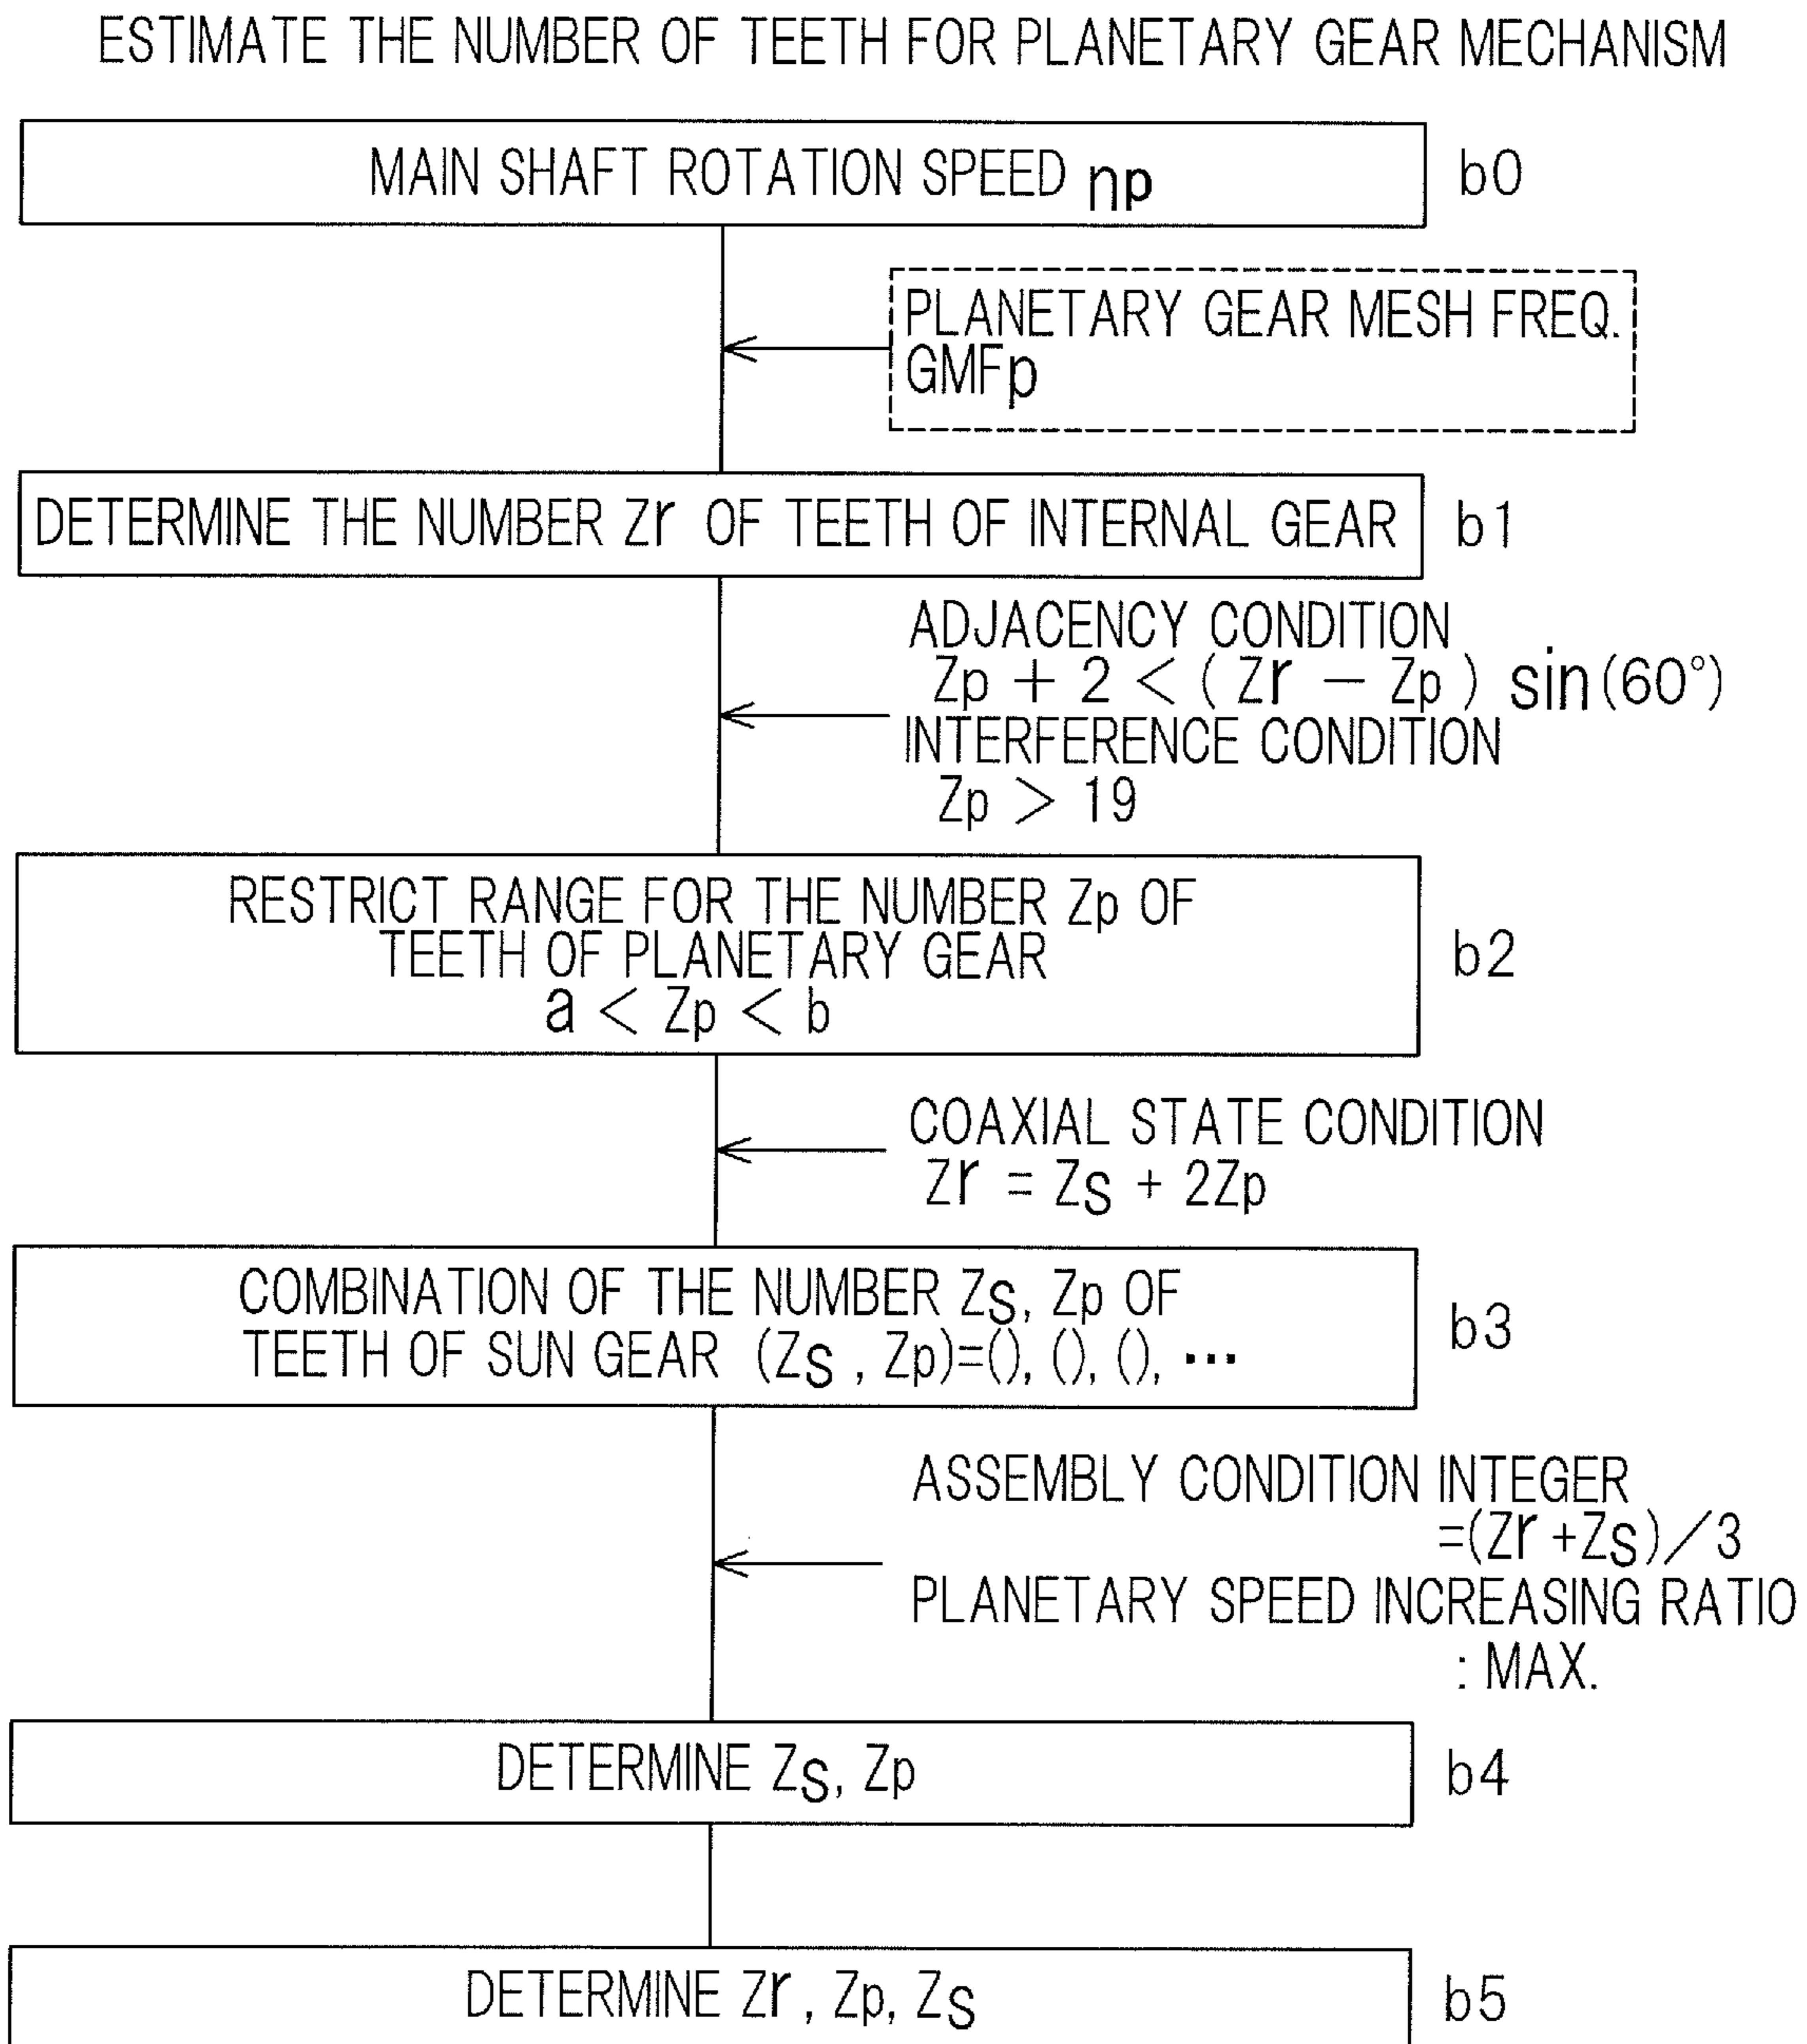 ESTIMATE THE NUMBER OF TEETH FOR PLANETARY GEAR MECHANISM
MAIN SHAFT ROTATION SPEED np
b0
PLANETARY GEAR MESH FREQ.
GMFp
DETERMINE THE NUMBER Zr OF TEETH OF INTERNAL GEAR
b1
ADJACENCY CONDITION
Zp + 2 < ( Zr − Zp ) sin(60°)
INTERFERENCE CONDITION
Zp > 19
RESTRICT RANGE FOR THE NUMBER Zp OF
TEETH OF PLANETARY GEAR
a < Zp < b
b2
COAXIAL STATE CONDITION
Zr = Zs + 2Zp
COMBINATION OF THE NUMBER Zs, Zp OF
TEETH OF SUN GEAR (Zs , Zp)=(), (), (), •••
b3
ASSEMBLY CONDITION INTEGER
=(Zr +Zs)／3
PLANETARY SPEED INCREASING RATIO
: MAX.
DETERMINE Zs, Zp
b4
DETERMINE Zr , Zp, Zs
b5